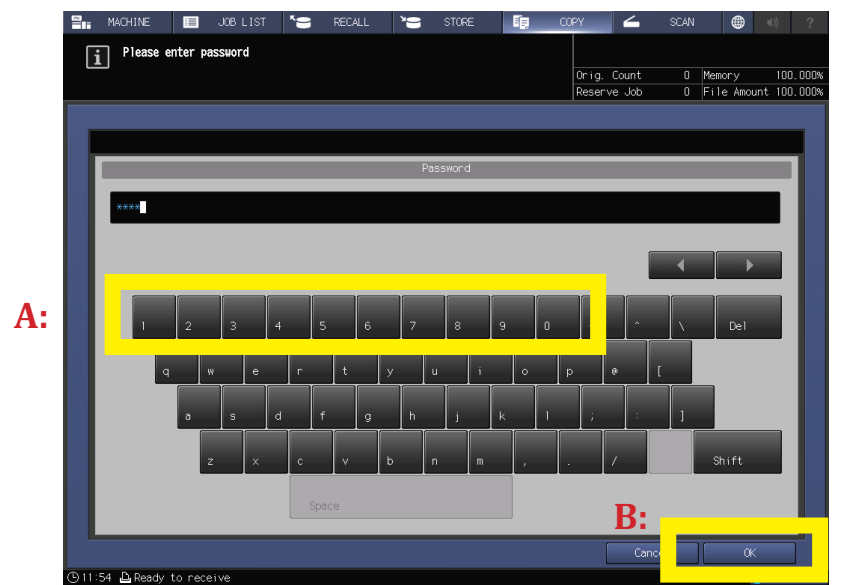 MACHINE JOB LIST RECALL STORE COPY SCAN ?
i Please enter password
Orig. Count 0 Memory 100.000%
Reserve Job 0 File Amount 100.000%
Password
****
A:
1 2 3 4 5 6 7 8 9 0 ^ \ Del
q w e r t y u i o p @ [
a s d f g h j k l ; : ]
z x c v b n m , . / Shift
Space
B:
OK
11:54 Ready to receive